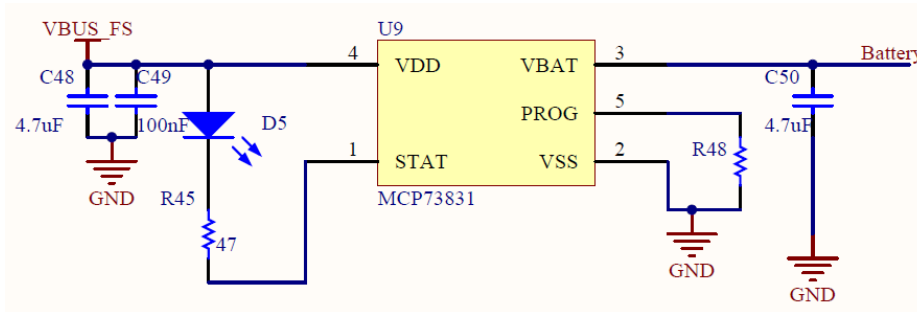 VBUS_FS
U9
C48
C49
4
VDD
VBAT
3
C50
Battery
4.7uF
100nF
D5
PROG
5
4.7uF
1
STAT
VSS
2
R48
GND
R45
MCP73831
47
GND
GND